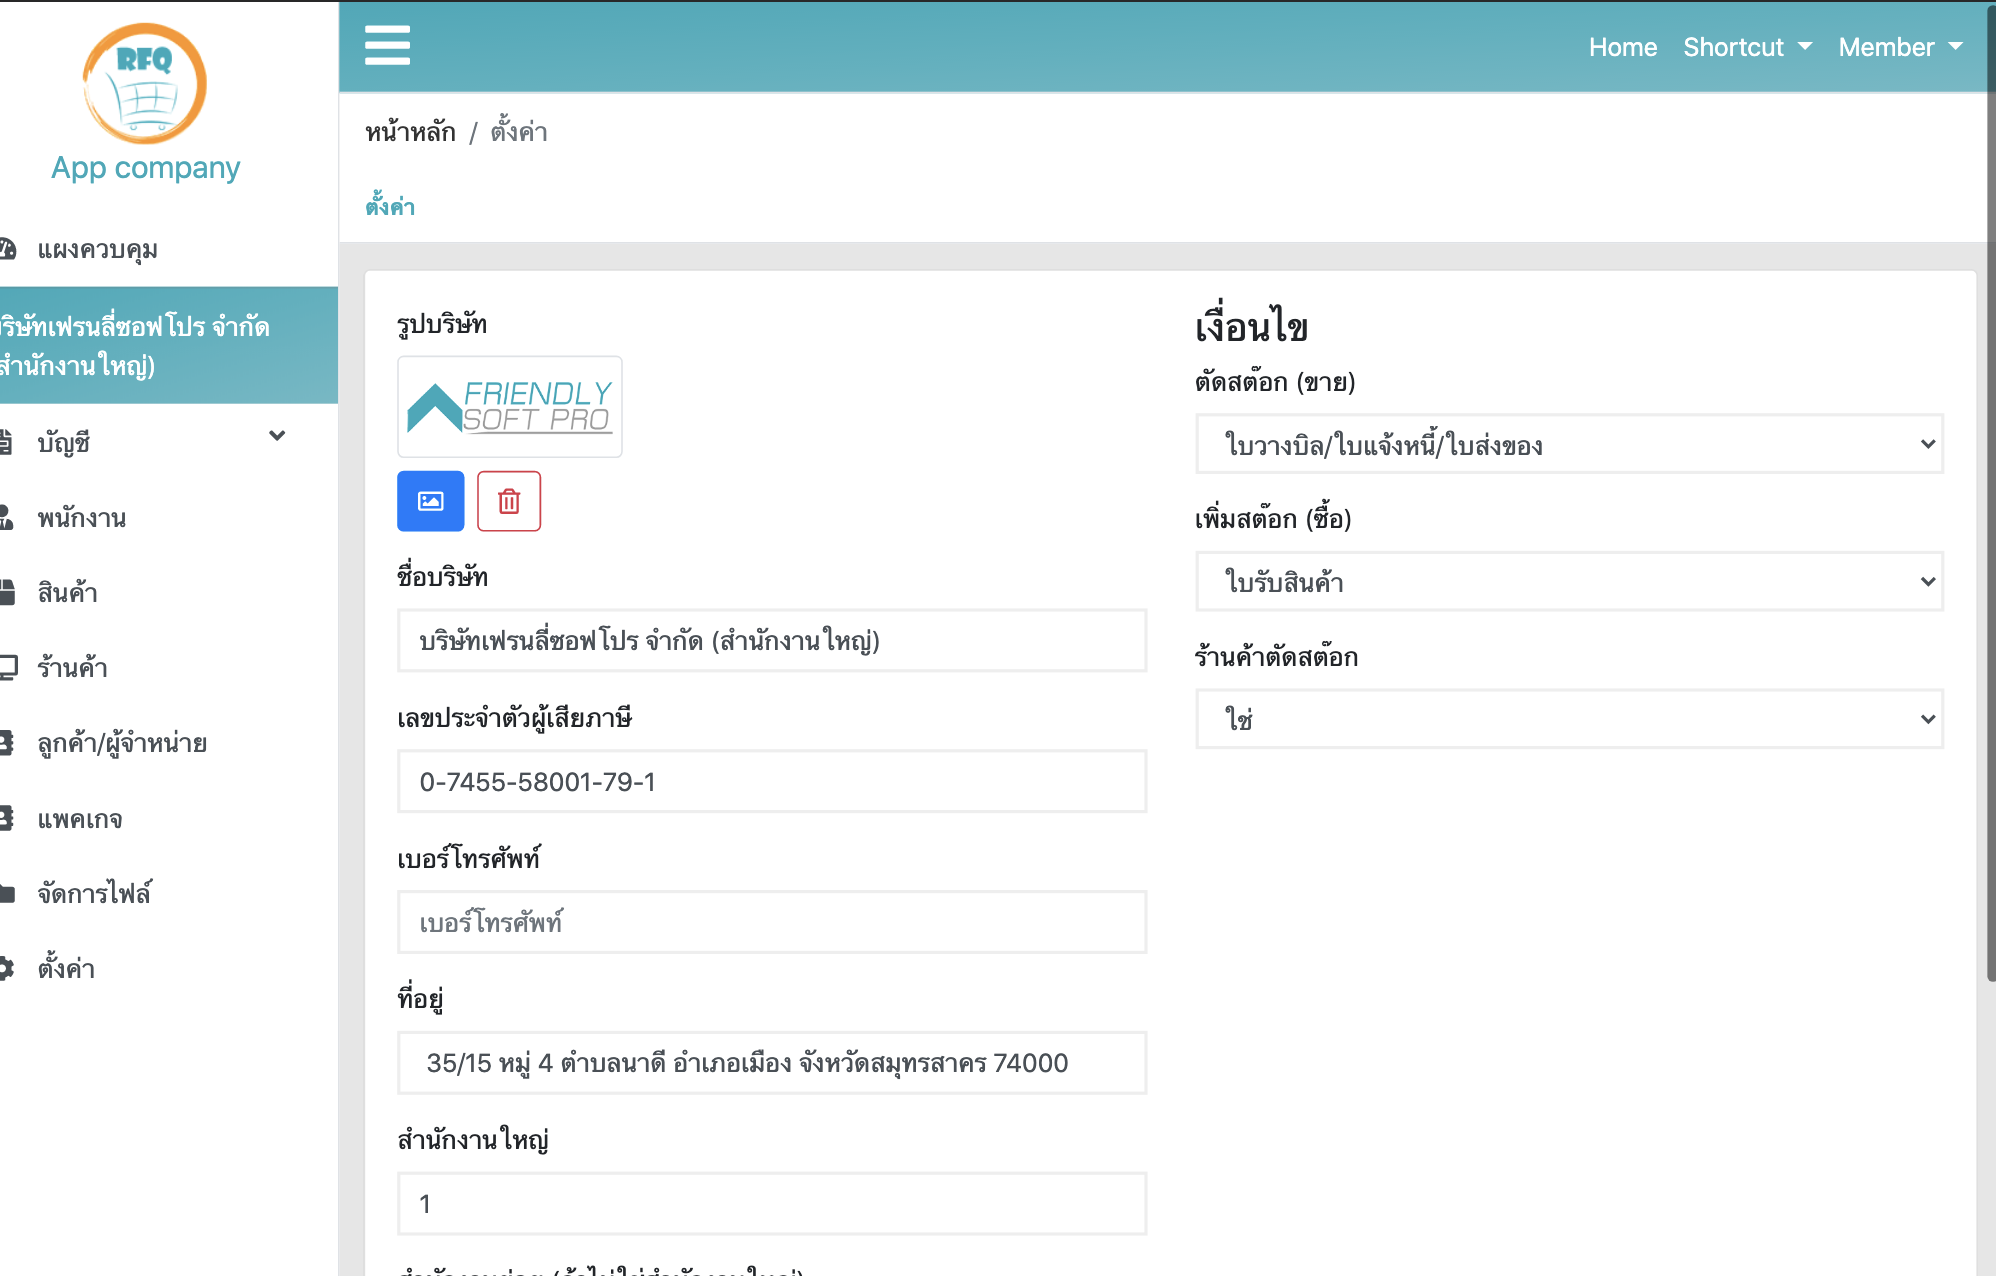 RFQ
App company
แผงควบคุม
บริษัทเฟรนลี่ซอฟโปร จำกัด
(สำนักงานใหญ่)
บัญชี
พนักงาน
สินค้า
ร้านค้า
ลูกค้า/ผู้จำหน่าย
แพคเกจ
จัดการไฟล์
ตั้งค่า
Home Shortcut Member
หน้าหลัก / ตั้งค่า
ตั้งค่า
รูปบริษัท
FRIENDLY
SOFT PRO
ชื่อบริษัท
บริษัทเฟรนลี่ซอฟโปร จำกัด (สำนักงานใหญ่)
เลขประจำตัวผู้เสียภาษี
0-7455-58001-79-1
เบอร์โทรศัพท์
เบอร์โทรศัพท์
ที่อยู่
35/15 หมู่ 4 ตำบลนาดี อำเภอเมือง จังหวัดสมุทรสาคร 74000
สำนักงานใหญ่
1
เงื่อนไข
ตัดสต๊อก (ขาย)
ใบวางบิล/ใบแจ้งหนี้/ใบส่งของ
เพิ่มสต๊อก (ซื้อ)
ใบรับสินค้า
ร้านค้าตัดสต๊อก
ใช่